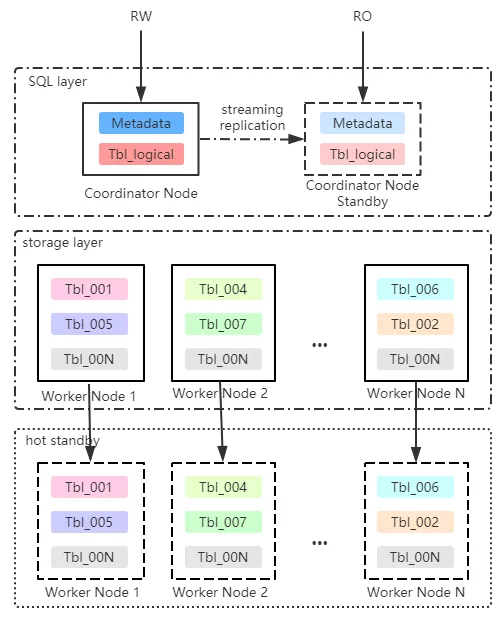 RW
RO
SQL layer
Metadata
Tbl_logical
Coordinator Node
streaming
replication
Metadata
Tbl_logical
Coordinator Node
Standby
storage layer
Tbl_001
Tbl_005
Tbl_00N
Worker Node 1
Tbl_004
Tbl_007
Tbl_00N
Worker Node 2
...
Tbl_006
Tbl_002
Tbl_00N
Worker Node N
hot standby
Tbl_001
Tbl_005
Tbl_00N
Worker Node 1
Tbl_004
Tbl_007
Tbl_00N
Worker Node 2
...
Tbl_006
Tbl_002
Tbl_00N
Worker Node N